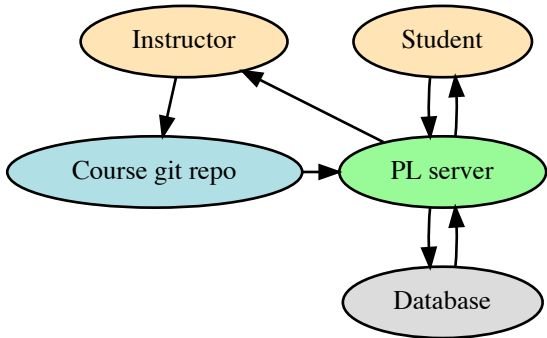 Instructor
Student
Course git repo
PL server
Database